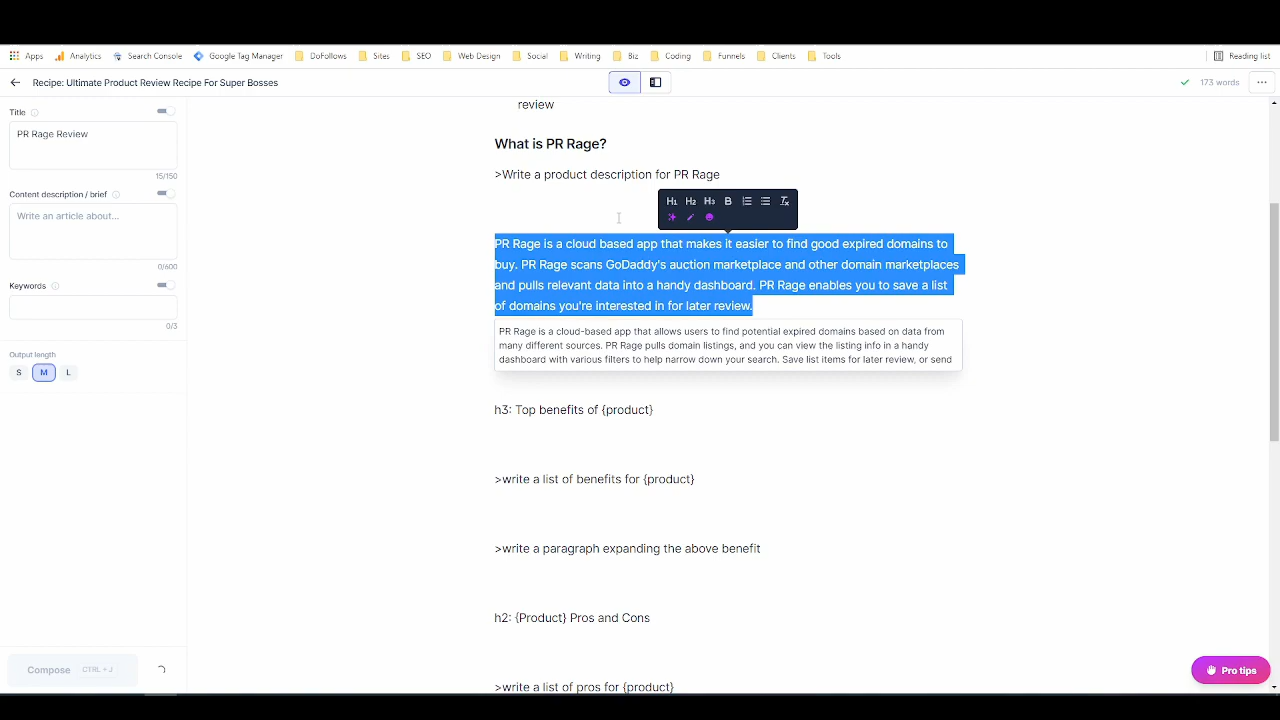 Apps Analytics Search Console Google Tag Manager DoFollows Sites SEO Web Design Social Writing Biz Coding Funnels Clients Tools Reading list
Recipe: Ultimate Product Review Recipe For Super Bosses
173 words
Title
PR Rage Review
15/150
Content description / brief
Write an article about...
0/600
Keywords
0/3
Output length
S M L
Compose CTRL + J
review
What is PR Rage?
>Write a product description for PR Rage
H1 H2 H3 B
PR Rage is a cloud based app that makes it easier to find good expired domains to
buy. PR Rage scans GoDaddy's auction marketplace and other domain marketplaces
and pulls relevant data into a handy dashboard. PR Rage enables you to save a list
of domains you're interested in for later review.
PR Rage is a cloud-based app that allows users to find potential expired domains based on data from
many different sources. PR Rage pulls domain listings, and you can view the listing info in a handy
dashboard with various filters to help narrow down your search. Save list items for later review, or send
h3: Top benefits of {product}
>write a list of benefits for {product}
>write a paragraph expanding the above benefit
h2: {Product} Pros and Cons
>write a list of pros for {product}
Pro tips